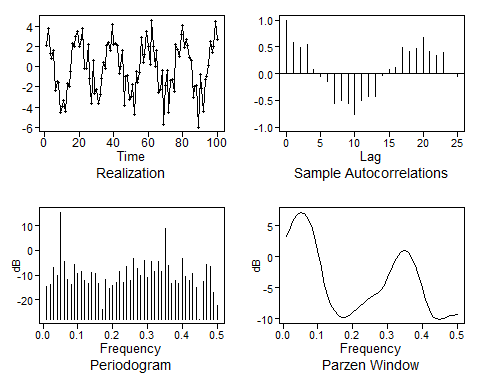 4
2
0
-2
-4
-6
0 20 40 60 80 100
Time
Realization
1.0
0.5
0.0
-0.5
-1.0
0 5 10 15 20 25
Lag
Sample Autocorrelations
10
0
-10
-20
dB
0.0 0.1 0.2 0.3 0.4 0.5
Frequency
Periodogram
5
0
-5
-10
dB
0.0 0.1 0.2 0.3 0.4 0.5
Frequency
Parzen Window